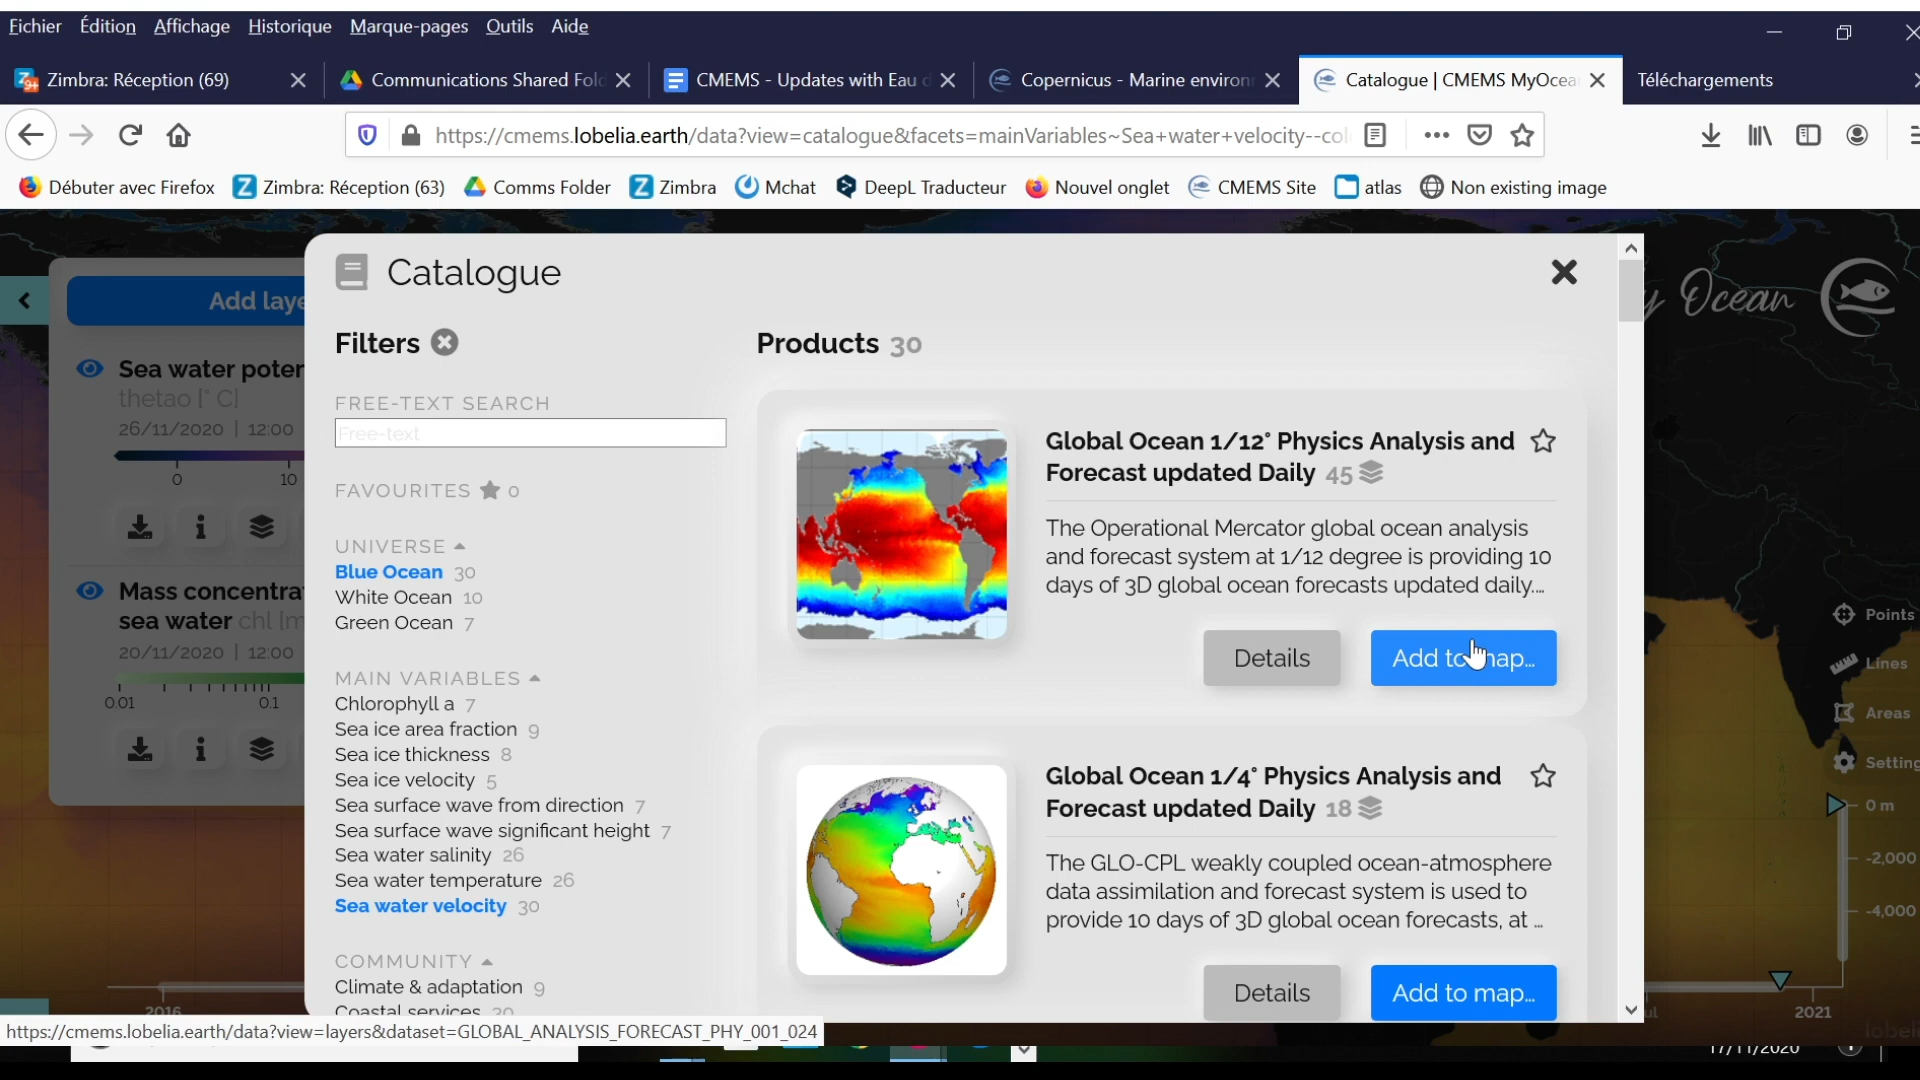 Fichier Édition Affichage Historique Marque-pages Outils Aide
Zimbra: Réception (69) Communications Shared Fol CMEMS - Updates with Eau d Copernicus - Marine environ Catalogue | CMEMS MyOcea Téléchargements
https://cmems.lobelia.earth/data?view=catalogue&facets=mainVariables~Sea+water+velocity--col
Débuter avec Firefox Zimbra: Réception (63) Comms Folder Zimbra Mchat DeepL Traducteur Nouvel onglet CMEMS Site atlas Non existing image
Catalogue
Add laye
y Ocean
Filters
Products 30
Sea water poter
thetao [° C]
26/11/2020 | 12:00
0 10
FREE-TEXT SEARCH
Free-text
FAVOURITES 0
UNIVERSE
Blue Ocean 30
White Ocean 10
Green Ocean 7
MAIN VARIABLES
Chlorophyll a 7
Sea ice area fraction 9
Sea ice thickness 8
Sea ice velocity 5
Sea surface wave from direction 7
Sea surface wave significant height 7
Sea water salinity 26
Sea water temperature 26
Sea water velocity 30
COMMUNITY
Climate & adaptation 9
Coastal services 20
Mass concentra
sea water chl [m
20/11/2020 | 12:00
0.01 0.1
Global Ocean 1/12° Physics Analysis and
Forecast updated Daily 45
The Operational Mercator global ocean analysis
and forecast system at 1/12 degree is providing 10
days of 3D global ocean forecasts updated daily...
Details Add to map...
Global Ocean 1/4° Physics Analysis and
Forecast updated Daily 18
The GLO-CPL weakly coupled ocean-atmosphere
data assimilation and forecast system is used to
provide 10 days of 3D global ocean forecasts, at ...
Details Add to map...
Points
Lines
Areas
Setting
0 m
-2,000
-4,000
2016 ul 2021
lobeli
https://cmems.lobelia.earth/data?view=layers&dataset=GLOBAL_ANALYSIS_FORECAST_PHY_001_024
17/11/2020